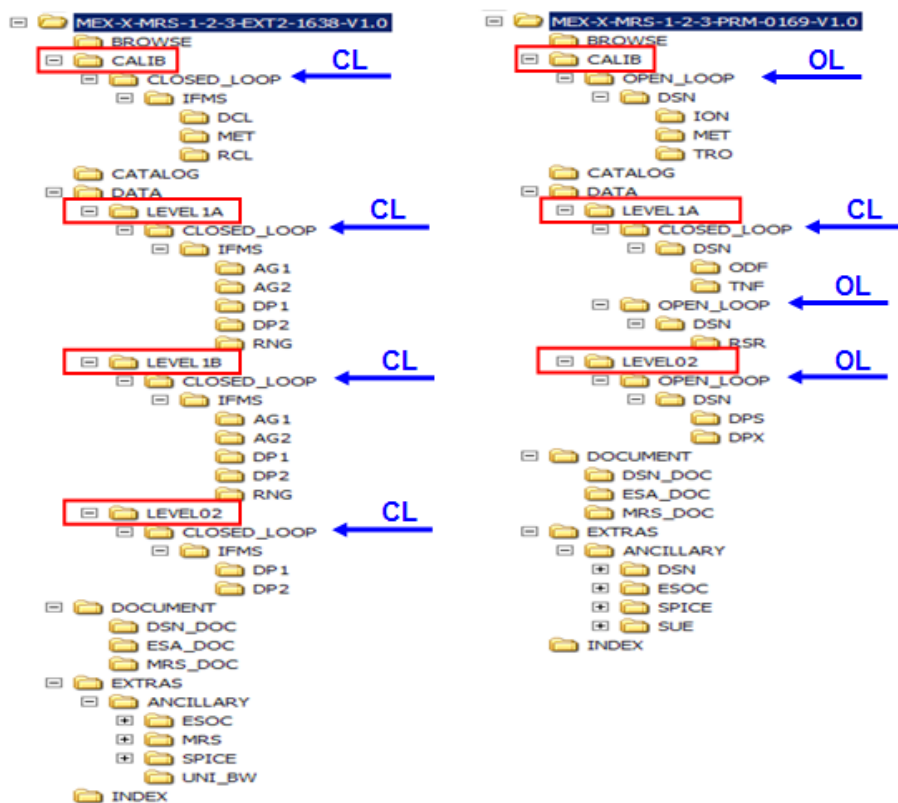 MEX-X-MRS-1-2-3-EXT2-1638-V1.0
BROWSE
CALIB
CLOSED_LOOP
CL
IFMS
DCL
MET
RCL
CATALOG
DATA
LEVEL1A
CLOSED_LOOP
CL
IFMS
AG1
AG2
DP1
DP2
RNG
LEVEL1B
CLOSED_LOOP
CL
IFMS
AG1
AG2
DP1
DP2
RNG
LEVEL02
CLOSED_LOOP
CL
IFMS
DP1
DP2
DOCUMENT
DSN_DOC
ESA_DOC
MRS_DOC
EXTRAS
ANCILLARY
ESOC
MRS
SPICE
UNI_BW
INDEX
MEX-X-MRS-1-2-3-PRM-0169-V1.0
BROWSE
CALIB
OPEN_LOOP
OL
DSN
ION
MET
TRO
CATALOG
DATA
LEVEL1A
CLOSED_LOOP
CL
DSN
ODF
TNF
OPEN_LOOP
OL
DSN
RSR
LEVEL02
OPEN_LOOP
OL
DSN
DPS
DPX
DOCUMENT
DSN_DOC
ESA_DOC
MRS_DOC
EXTRAS
ANCILLARY
DSN
ESOC
SPICE
SUE
INDEX